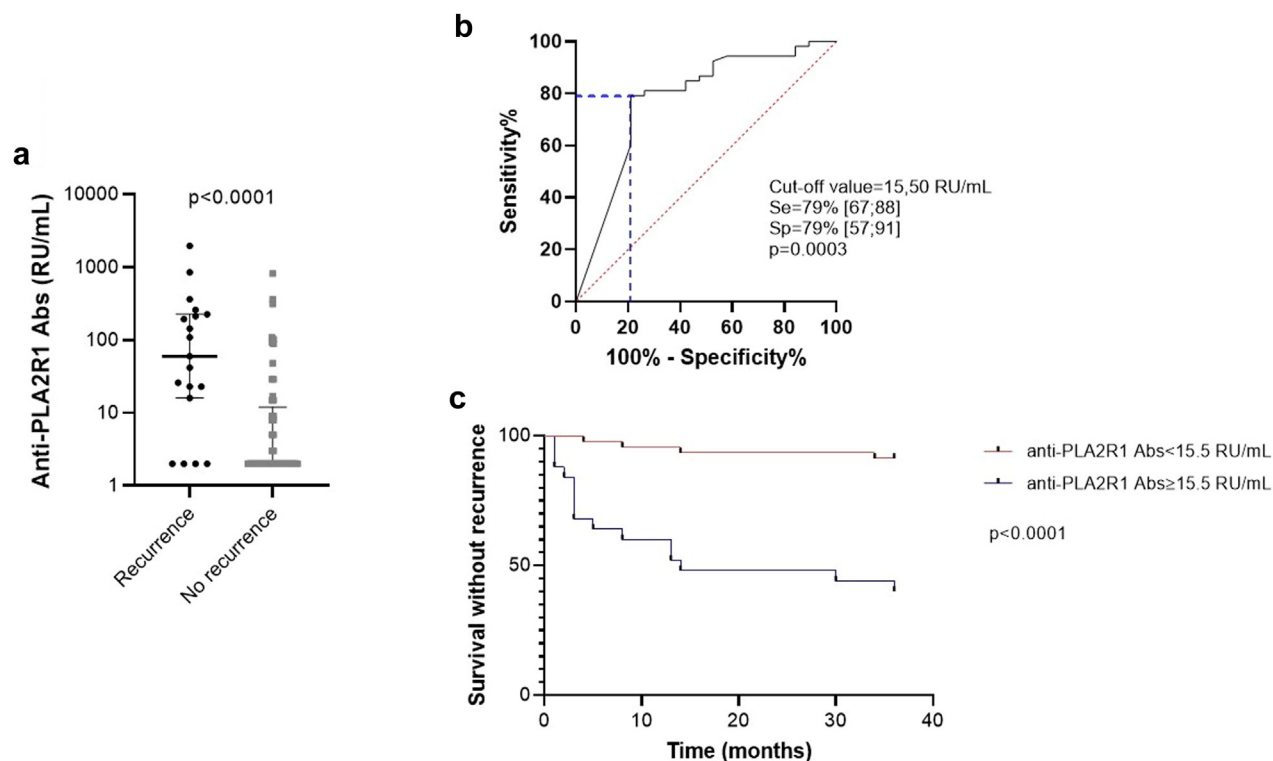 a
Anti-PLA2R1 Abs (RU/mL)
10000
1000
100
10
1
p<0.0001
Recurrence
No recurrence
b
Sensitivity%
100
80
60
40
20
0
0 20 40 60 80 100
100% - Specificity%
Cut-off value=15,50 RU/mL
Se=79% [67;88]
Sp=79% [57;91]
p=0.0003
c
Survival without recurrence
100
50
0
0 10 20 30 40
Time (months)
anti-PLA2R1 Abs<15.5 RU/mL
anti-PLA2R1 Abs≥15.5 RU/mL
p<0.0001